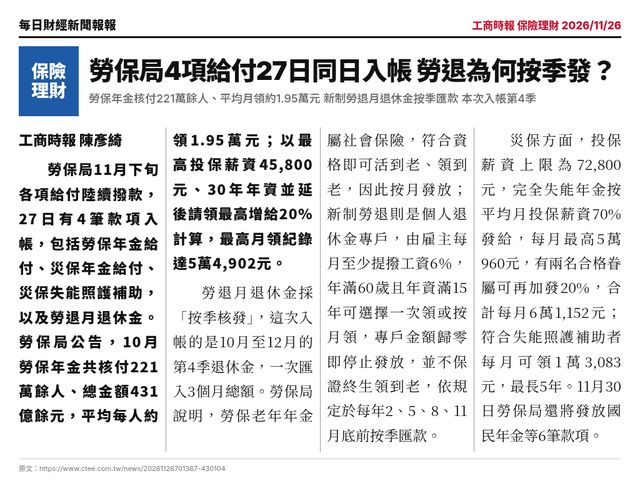 每日財經新聞報報
工商時報 保險理財 2026/11/26
保險
理財
勞保局4項給付27日同日入帳 勞退為何按季發？
勞保年金核付221萬餘人、平均月領約1.95萬元 新制勞退月退休金按季匯款 本次入帳第4季
工商時報 陳彥綺
勞保局11月下旬
各項給付陸續撥款，
27日有4筆款項入
帳，包括勞保年金給
付、災保年金給付、
災保失能照護補助，
以及勞退月退休金。
勞保局公告，10月
勞保年金共核付221
萬餘人、總金額431
億餘元，平均每人約
領1.95萬元；以最
高投保薪資45,800
元、30年年資並延
後請領最高增給20%
計算，最高月領紀錄
達5萬4,902元。
勞退月退休金採
「按季核發」，這次入
帳的是10月至12月的
第4季退休金，一次匯
入3個月總額。勞保局
說明，勞保老年年金
屬社會保險，符合資
格即可活到老、領到
老，因此按月發放；
新制勞退則是個人退
休金專戶，由雇主每
月至少提撥工資6%，
年滿60歲且年資滿15
年可選擇一次領或按
月領，專戶金額歸零
即停止發放，並不保
證終生領到老，依規
定於每年2、5、8、11
月底前按季匯款。
災保方面，投保
薪資上限為72,800
元，完全失能年金按
平均月投保薪資70%
發給，每月最高5萬
960元，有兩名合格眷
屬可再加發20%，合
計每月6萬1,152元；
符合失能照護補助者
每月可領1萬3,083
元，最長5年。11月30
日勞保局還將發放國
民年金等6筆款項。
原文：https://www.ctee.com.tw/news/20261126701367-430104